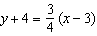 y + 4 = 3/4 (x − 3)